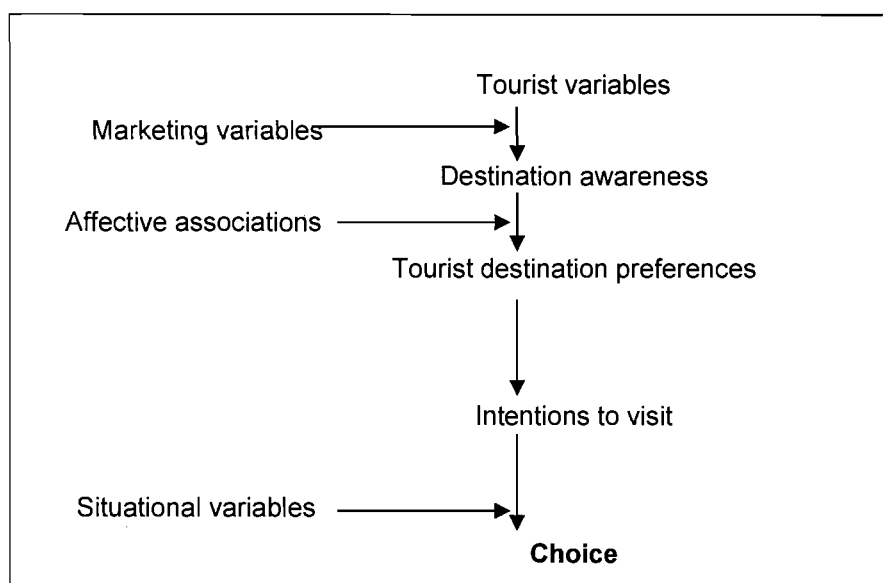 Tourist variables
Marketing variables
Destination awareness
Affective associations
Tourist destination preferences
Intentions to visit
Situational variables
Choice